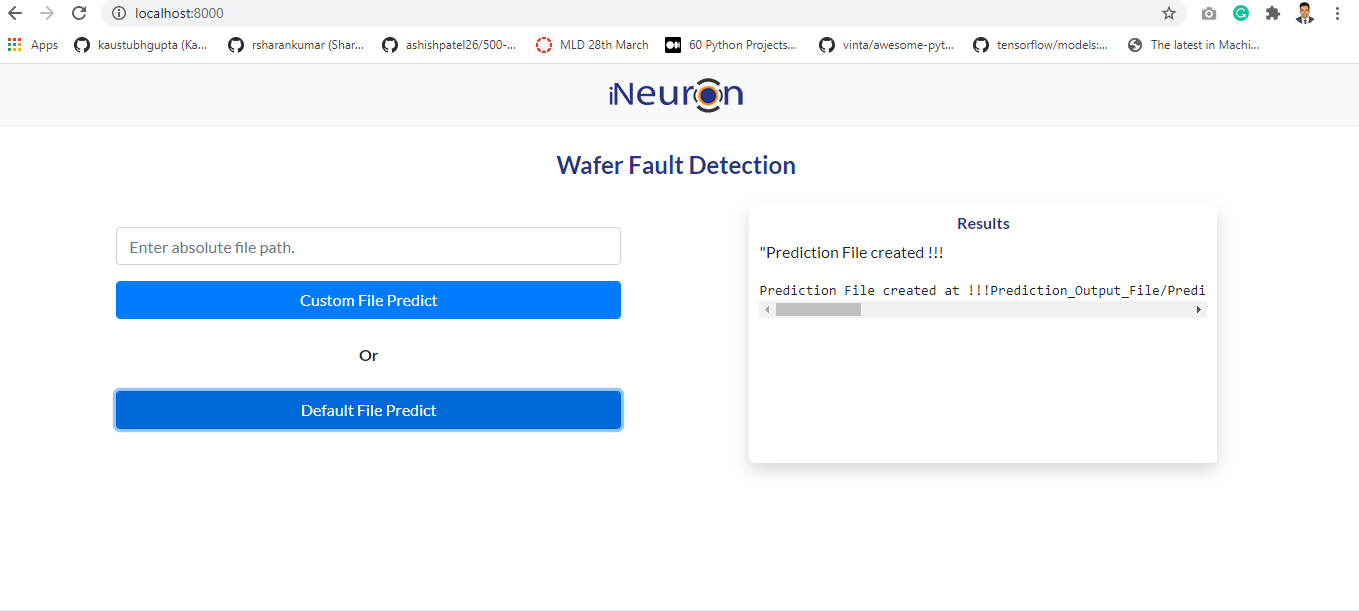 localhost:8000
Apps
kaustubhgupta (Ka...
rsharankumar (Shar...
ashishpatel26/500-...
MLD 28th March
60 Python Projects...
vinta/awesome-pyt...
tensorflow/models:...
The latest in Machi...
iNeuron
Wafer Fault Detection
Enter absolute file path.
Custom File Predict
Or
Default File Predict
Results
"Prediction File created !!!
Prediction File created at !!!Prediction_Output_File/Predi